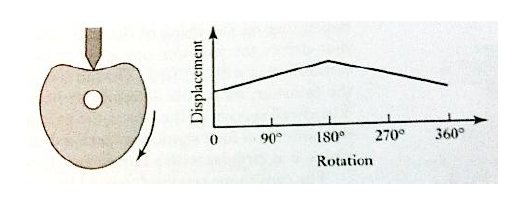 Displacement
0 90° 180° 270° 360°
Rotation